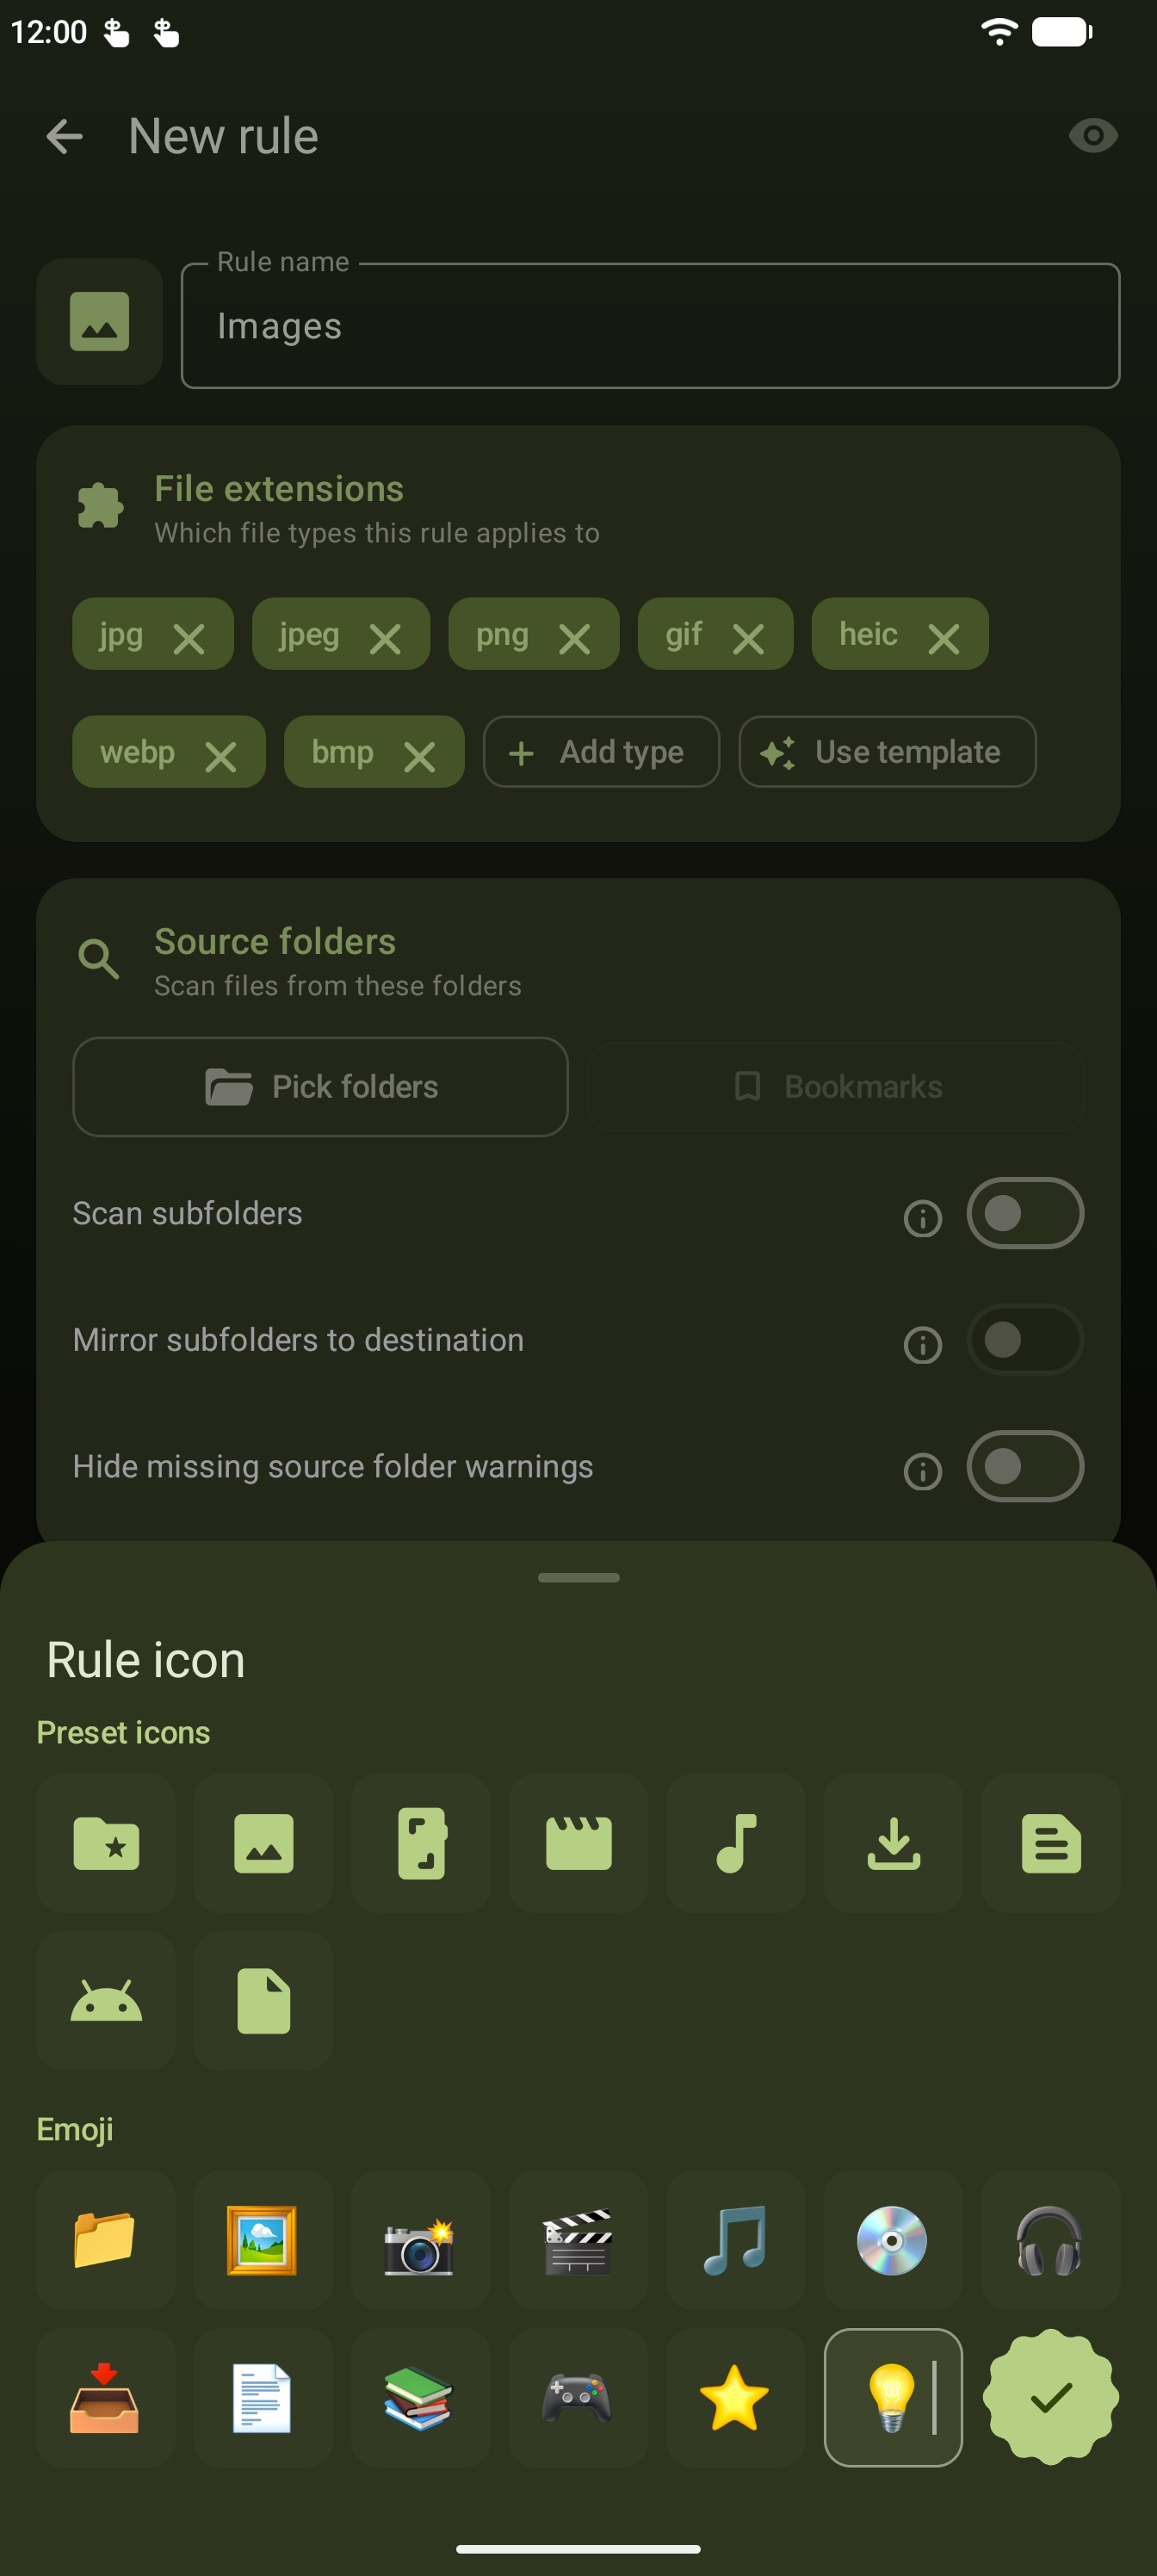 12:00
New rule
Rule name
Images
File extensions
Which file types this rule applies to
jpg jpeg png gif heic
webp bmp Add type Use template
Source folders
Scan files from these folders
Pick folders Bookmarks
Scan subfolders
Mirror subfolders to destination
Hide missing source folder warnings
Rule icon
Preset icons
Emoji